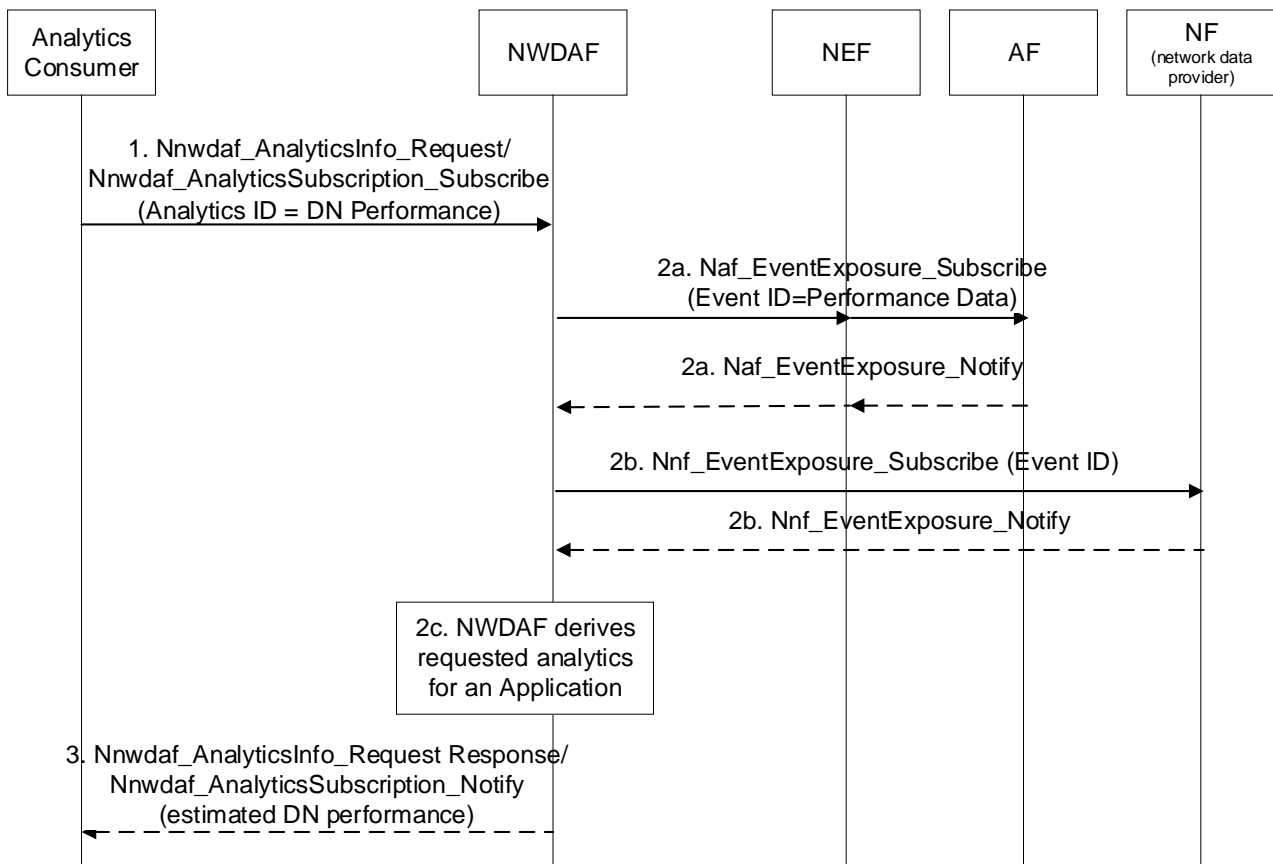 Analytics
Consumer
NWDAF
NEF
AF
NF
(network data
provider)
1. Nnwdaf_AnalyticsInfo_Request/
Nnwdaf_AnalyticsSubscription_Subscribe
(Analytics ID = DN Performance)
2a. Naf_EventExposure_Subscribe
(Event ID=Performance Data)
2a. Naf_EventExposure_Notify
2b. Nnf_EventExposure_Subscribe (Event ID)
2b. Nnf_EventExposure_Notify
2c. NWDAF derives
requested analytics
for an Application
3. Nnwdaf_AnalyticsInfo_Request Response/
Nnwdaf_AnalyticsSubscription_Notify
(estimated DN performance)